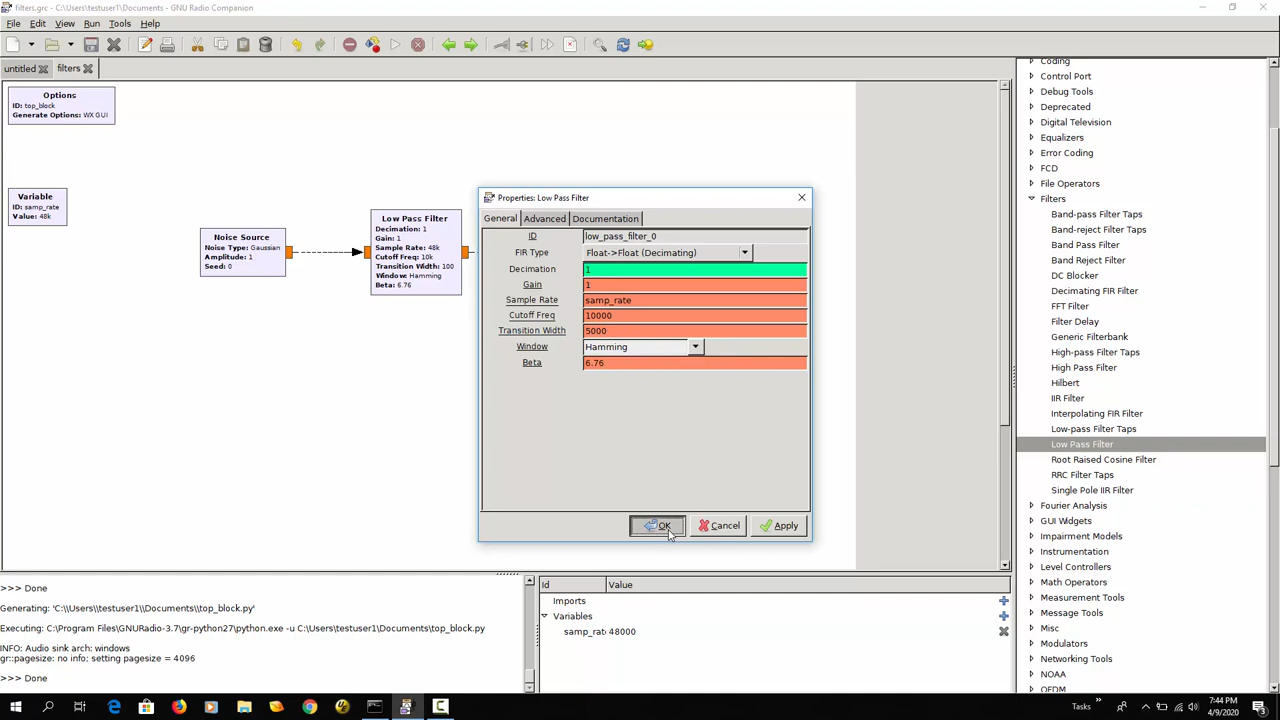 filters.grc - C:\Users\testuser1\Documents - GNU Radio Companion
File Edit View Run Tools Help
untitled
filters
Options
ID: top_block
Generate Options: WX GUI
Variable
ID: samp_rate
Value: 48k
Noise Source
Noise Type: Gaussian
Amplitude: 1
Seed: 0
Low Pass Filter
Decimation: 1
Gain: 1
Sample Rate: 48k
Cutoff Freq: 10k
Transition Width: 100
Window: Hamming
Beta: 6.76
Properties: Low Pass Filter
General Advanced Documentation
ID low_pass_filter_0
FIR Type Float->Float (Decimating)
Decimation 1
Gain 1
Sample Rate samp_rate
Cutoff Freq 10000
Transition Width 5000
Window Hamming
Beta 6.76
OK Cancel Apply
Coding
Control Port
Debug Tools
Deprecated
Digital Television
Equalizers
Error Coding
FCD
File Operators
Filters
Band-pass Filter Taps
Band-reject Filter Taps
Band Pass Filter
Band Reject Filter
DC Blocker
Decimating FIR Filter
FFT Filter
Filter Delay
Generic Filterbank
High-pass Filter Taps
High Pass Filter
Hilbert
IIR Filter
Interpolating FIR Filter
Low-pass Filter Taps
Low Pass Filter
Root Raised Cosine Filter
RRC Filter Taps
Single Pole IIR Filter
Fourier Analysis
GUI Widgets
Impairment Models
Instrumentation
Level Controllers
Math Operators
Measurement Tools
Message Tools
Misc
Modulators
Networking Tools
NOAA
OFDM
>>> Done
Generating: 'C:\\Users\\testuser1\\Documents\\top_block.py'
Executing: C:\Program Files\GNURadio-3.7\gr-python27\python.exe -u C:\Users\testuser1\Documents\top_block.py
INFO: Audio sink arch: windows
gr::pagesize: no info; setting pagesize = 4096
>>> Done
Id Value
Imports
Variables
samp_rat 48000
Tasks
7:44 PM
4/9/2020
3